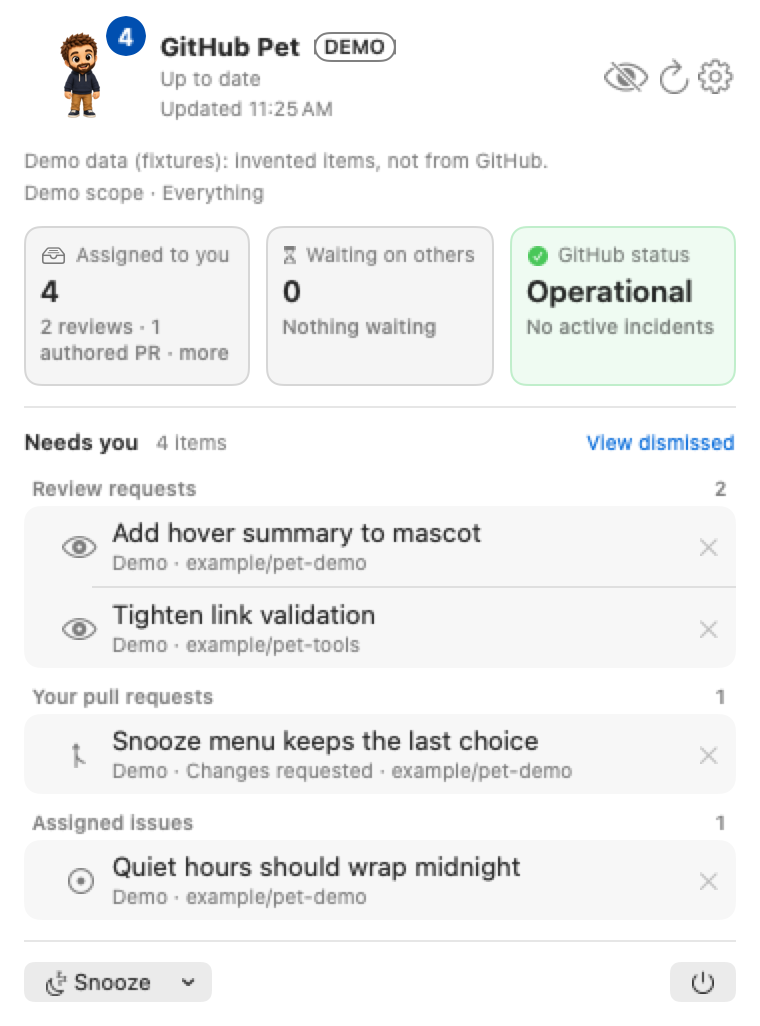 4
GitHub Pet DEMO
Up to date
Updated 11:25 AM
Demo data (fixtures): invented items, not from GitHub.
Demo scope · Everything
Assigned to you
4
2 reviews · 1
authored PR · more
Waiting on others
0
Nothing waiting
GitHub status
Operational
No active incidents
Needs you 4 items View dismissed
Review requests 2
Add hover summary to mascot
Demo · example/pet-demo
Tighten link validation
Demo · example/pet-tools
Your pull requests 1
Snooze menu keeps the last choice
Demo · Changes requested · example/pet-demo
Assigned issues 1
Quiet hours should wrap midnight
Demo · example/pet-demo
Snooze